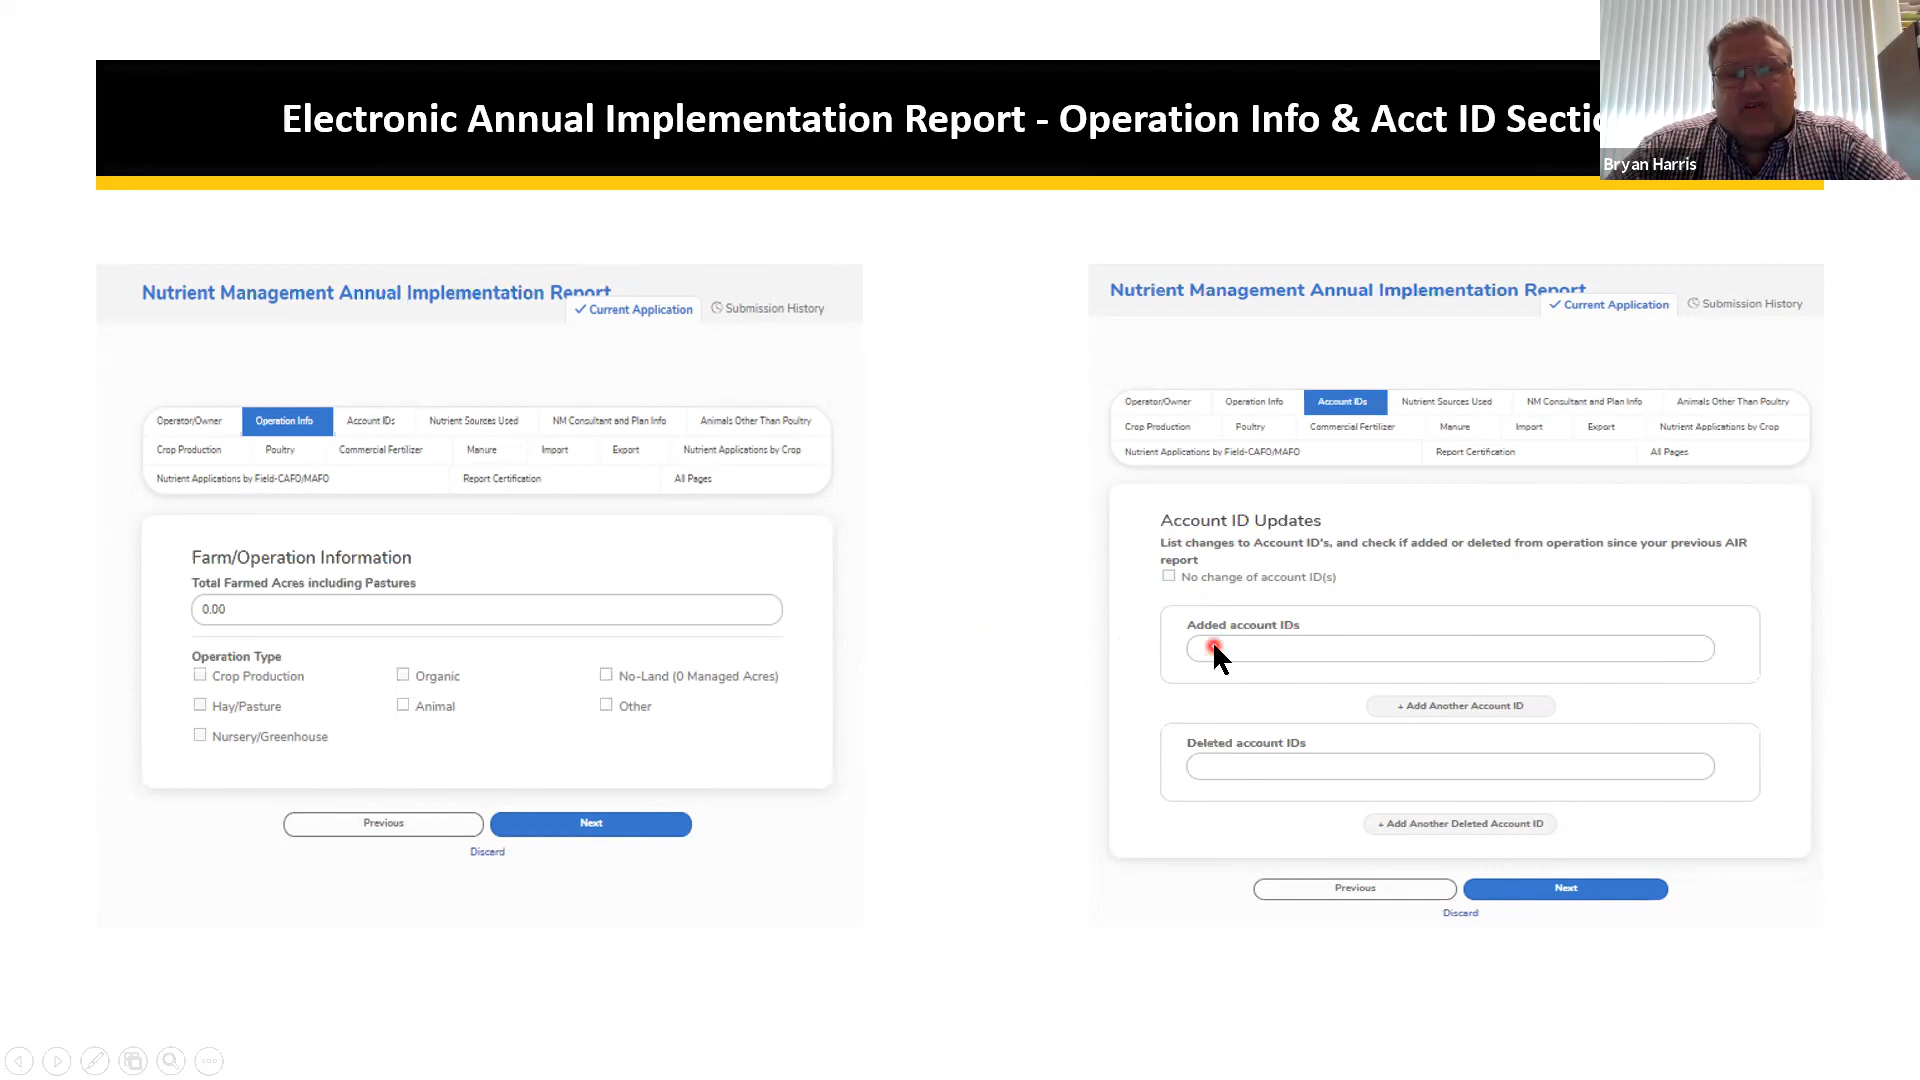 Electronic Annual Implementation Report - Operation Info & Acct ID Secti
Bryan Harris
Nutrient Management Annual Implementation Report
Current Application
Submission History
Operator/Owner
Operation Info
Account IDs
Nutrient Sources Used
NM Consultant and Plan Info
Animals Other Than Poultry
Crop Production
Poultry
Commercial Fertilizer
Manure
Import
Export
Nutrient Applications by Crop
Nutrient Applications by Field-CAFO/MAFO
Report Certification
All Pages
Farm/Operation Information
Total Farmed Acres including Pastures
0.00
Operation Type
Crop Production
Organic
No-Land (0 Managed Acres)
Hay/Pasture
Animal
Other
Nursery/Greenhouse
Previous
Next
Discard
Nutrient Management Annual Implementation Report
Current Application
Submission History
Operator/Owner
Operation Info
Account IDs
Nutrient Sources Used
NM Consultant and Plan Info
Animals Other Than Poultry
Crop Production
Poultry
Commercial Fertilizer
Manure
Import
Export
Nutrient Applications by Crop
Nutrient Applications by Field-CAFO/MAFO
Report Certification
All Pages
Account ID Updates
List changes to Account ID's, and check if added or deleted from operation since your previous AIR
report
No change of account ID(s)
Added account IDs
+ Add Another Account ID
Deleted account IDs
+ Add Another Deleted Account ID
Previous
Next
Discard